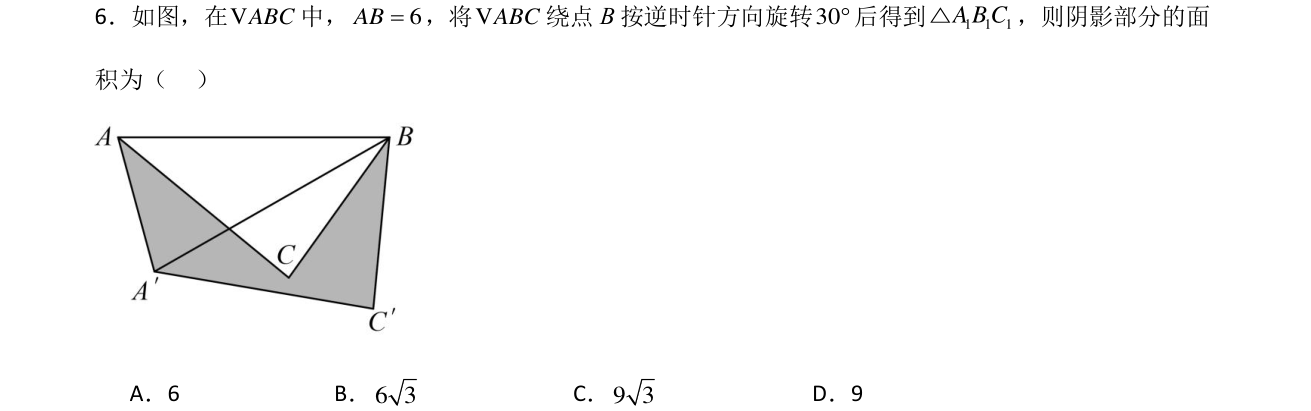 6．如图，在VABC中，AB=6，将VABC绕点B按逆时针方向旋转30°后得到△A₁B₁C₁，则阴影部分的面
积为（ ）
A B
C
A′
C′
A．6 B．6√3 C．9√3 D．9